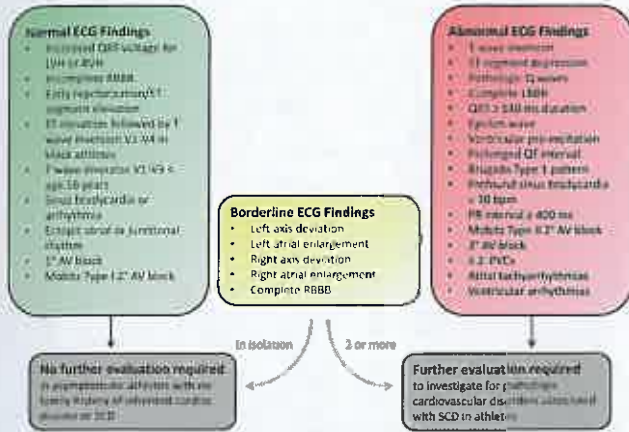 Normal ECG Findings
Increased QRS voltage for
LVH or RVH
Incomplete RBBB
Early repolarization/ST
segment elevation
ST elevation followed by T
wave inversion V1-V4 in
black athletes
T wave inversion V1-V3 ≤
age 16 years
Sinus bradycardia or
arrhythmia
Ectopic atrial or junctional
rhythm
1° AV block
Mobitz Type I 2° AV block
Borderline ECG Findings
Left axis deviation
Left atrial enlargement
Right axis deviation
Right atrial enlargement
Complete RBBB
Abnormal ECG Findings
T wave inversion
ST segment depression
Pathologic Q waves
Complete LBBB
QRS ≥ 140 ms duration
Epsilon wave
Ventricular pre-excitation
Prolonged QT interval
Brugada Type 1 pattern
Profound sinus bradycardia
< 30 bpm
PR interval ≥ 400 ms
Mobitz Type II 2° AV block
3° AV block
≥ 2 PVCs
Atrial tachyarrhythmias
Ventricular arrhythmias
In isolation
2 or more
No further evaluation required
in asymptomatic athletes with no
family history of inherited cardiac
disease or SCD
Further evaluation required
to investigate for pathologic
cardiovascular disorders associated
with SCD in athletes